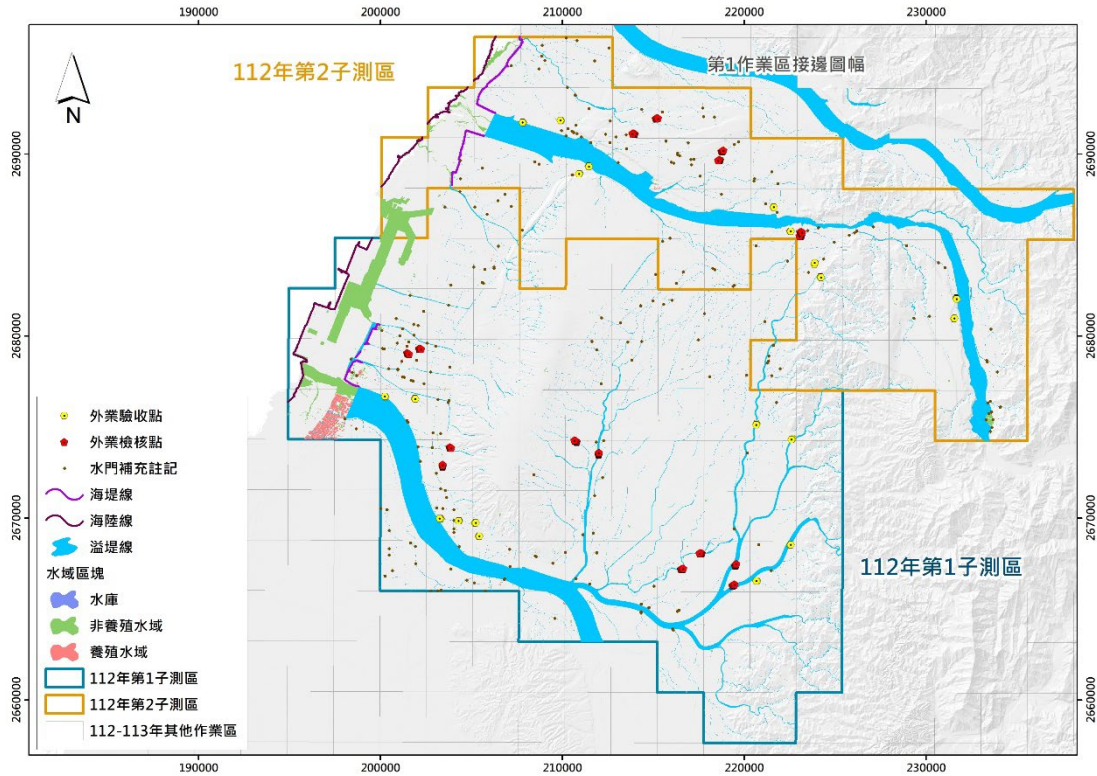 190000
200000
210000
220000
230000
第1作業區接邊圖幅
112年第2子測區
N
2690000
2690000
2680000
2680000
外業驗收點
外業檢核點
水門補充註記
海堤線
海陸線
溢堤線
水域區塊
水庫
非養殖水域
養殖水域
112年第1子測區
112年第2子測區
112-113年其他作業區
2670000
2670000
112年第1子測區
2660000
2660000
190000
200000
210000
220000
230000